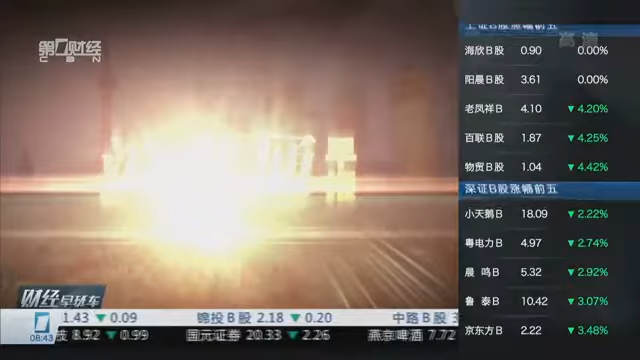 第一财经
CBN
高清
上证B股涨幅前五
海欣B股 0.90 0.00%
阳晨B股 3.61 0.00%
老凤祥B 4.10 ▼4.20%
百联B股 1.87 ▼4.25%
物贸B股 1.04 ▼4.42%
深证B股涨幅前五
小天鹅B 18.09 ▼2.22%
粤电力B 4.97 ▼2.74%
晨 鸣B 5.32 ▼2.92%
鲁 泰B 10.42 ▼3.07%
京东方B 2.22 ▼3.48%
财经早班车
1.43 ▼0.09 锦投B股 2.18 ▼0.20 中路B股
08:43
股 8.92 ▼0.99 国元证券 20.33 ▼2.26 燕京啤酒 7.72